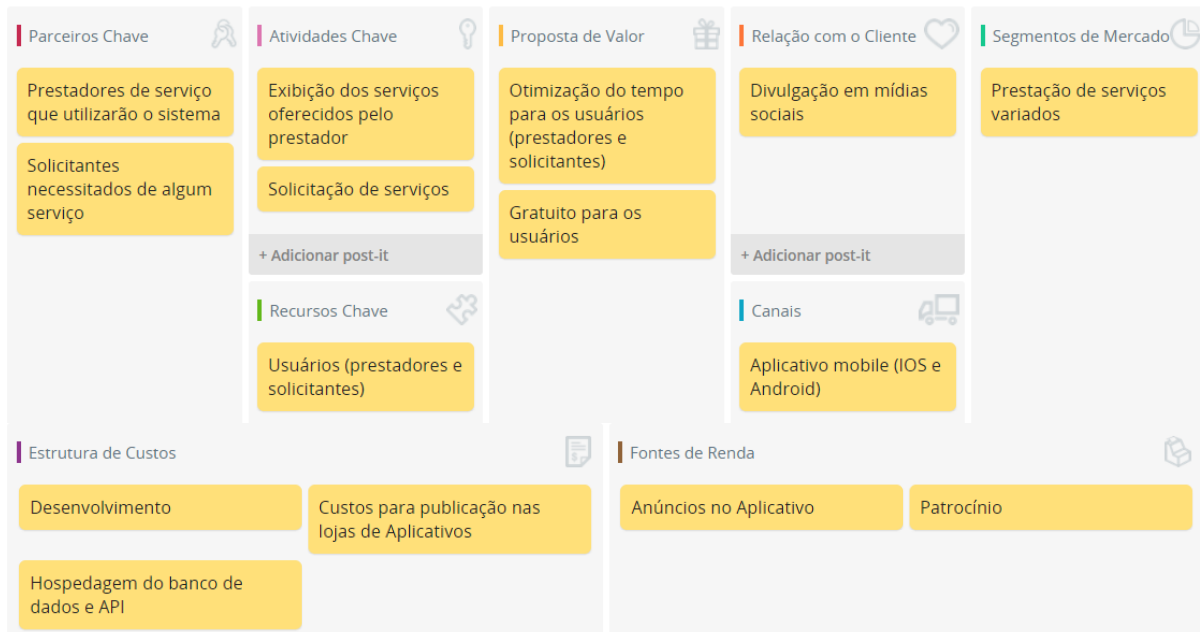 Parceiros Chave
Prestadores de serviço
que utilizarão o sistema
Solicitantes
necessitados de algum
serviço
Atividades Chave
Exibição dos serviços
oferecidos pelo
prestador
Solicitação de serviços
+ Adicionar post-it
Recursos Chave
Usuários (prestadores e
solicitantes)
Proposta de Valor
Otimização do tempo
para os usuários
(prestadores e
solicitantes)
Gratuito para os
usuários
Relação com o Cliente
Divulgação em mídias
sociais
+ Adicionar post-it
Canais
Aplicativo mobile (IOS e
Android)
Segmentos de Mercado
Prestação de serviços
variados
Estrutura de Custos
Desenvolvimento
Custos para publicação nas
lojas de Aplicativos
Hospedagem do banco de
dados e API
Fontes de Renda
Anúncios no Aplicativo
Patrocínio